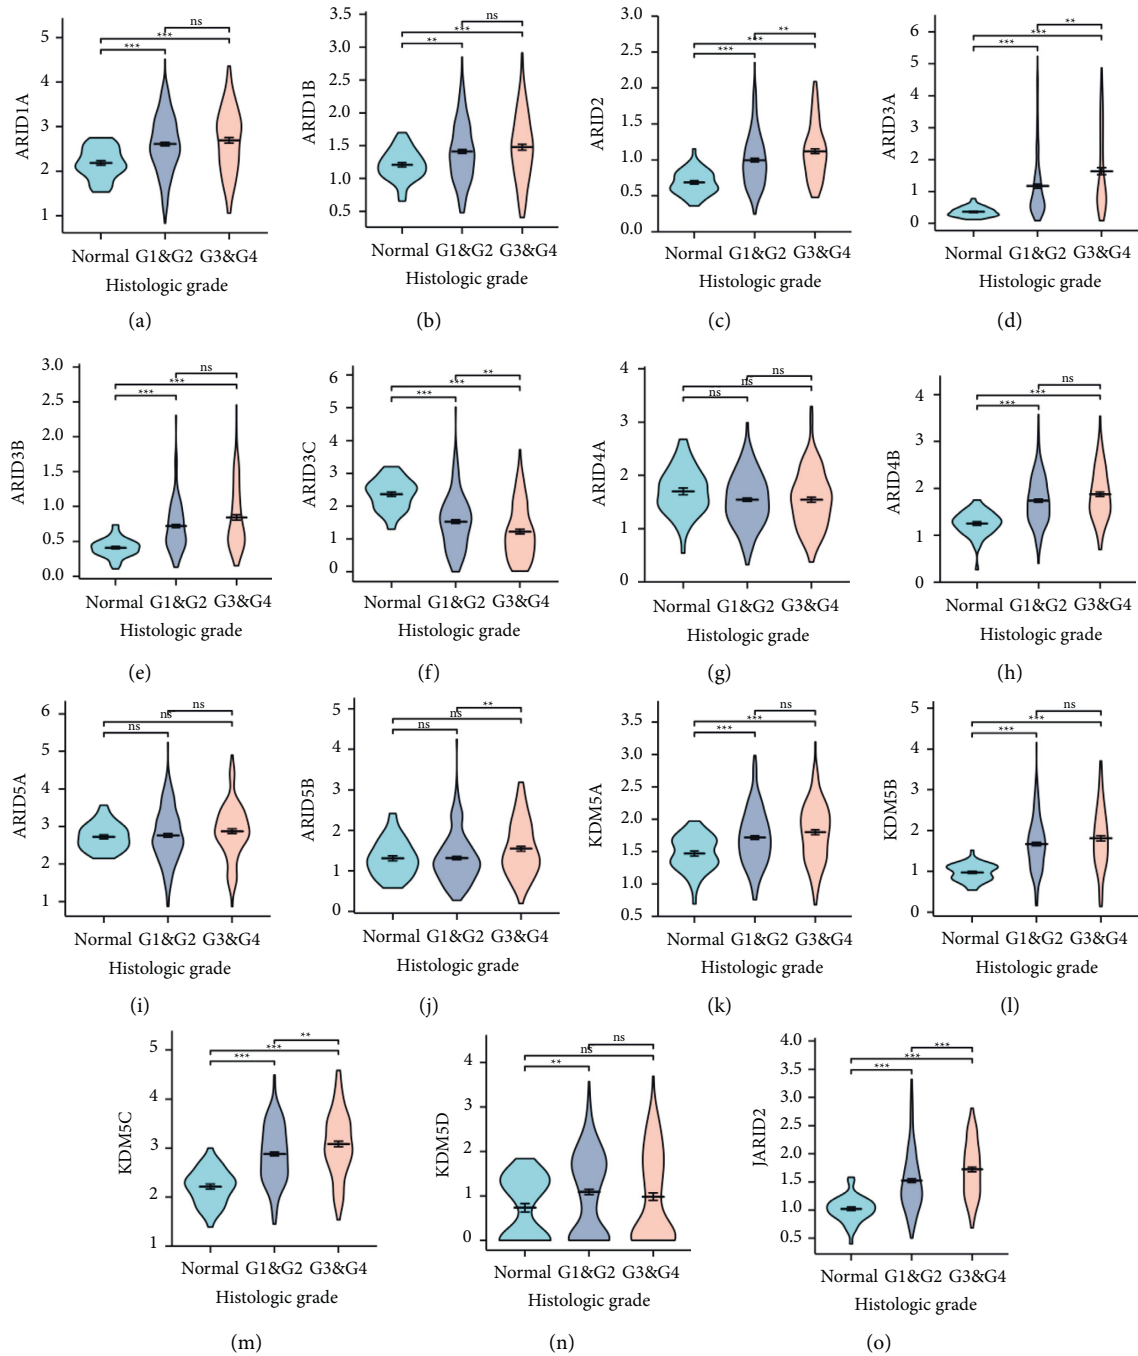 ns
***
***
5
4
3
2
1
ARID1A
Normal G1&G2 G3&G4
Histologic grade
(a)
ns
***
**
3.5
3.0
2.5
2.0
1.5
1.0
0.5
ARID1B
Normal G1&G2 G3&G4
Histologic grade
(b)
**
***
***
3.0
2.5
2.0
1.5
1.0
0.5
0.0
ARID2
Normal G1&G2 G3&G4
Histologic grade
(c)
**
***
***
6
5
4
3
2
1
0
ARID3A
Normal G1&G2 G3&G4
Histologic grade
(d)
ns
***
***
3.0
2.5
2.0
1.5
1.0
0.5
0.0
ARID3B
Normal G1&G2 G3&G4
Histologic grade
(e)
**
***
***
6
5
4
3
2
1
0
ARID3C
Normal G1&G2 G3&G4
Histologic grade
(f)
ns
ns
ns
4
3
2
1
0
ARID4A
Normal G1&G2 G3&G4
Histologic grade
(g)
ns
***
***
4
3
2
1
0
ARID4B
Normal G1&G2 G3&G4
Histologic grade
(h)
ns
ns
ns
6
5
4
3
2
1
ARID5A
Normal G1&G2 G3&G4
Histologic grade
(i)
**
ns
ns
5
4
3
2
1
0
ARID5B
Normal G1&G2 G3&G4
Histologic grade
(j)
ns
***
***
3.5
3.0
2.5
2.0
1.5
1.0
0.5
KDM5A
Normal G1&G2 G3&G4
Histologic grade
(k)
ns
***
***
5
4
3
2
1
0
KDM5B
Normal G1&G2 G3&G4
Histologic grade
(l)
**
***
***
5
4
3
2
1
KDM5C
Normal G1&G2 G3&G4
Histologic grade
(m)
ns
ns
**
4
3
2
1
0
KDM5D
Normal G1&G2 G3&G4
Histologic grade
(n)
***
***
***
4.0
3.5
3.0
2.5
2.0
1.5
1.0
0.5
JARID2
Normal G1&G2 G3&G4
Histologic grade
(o)